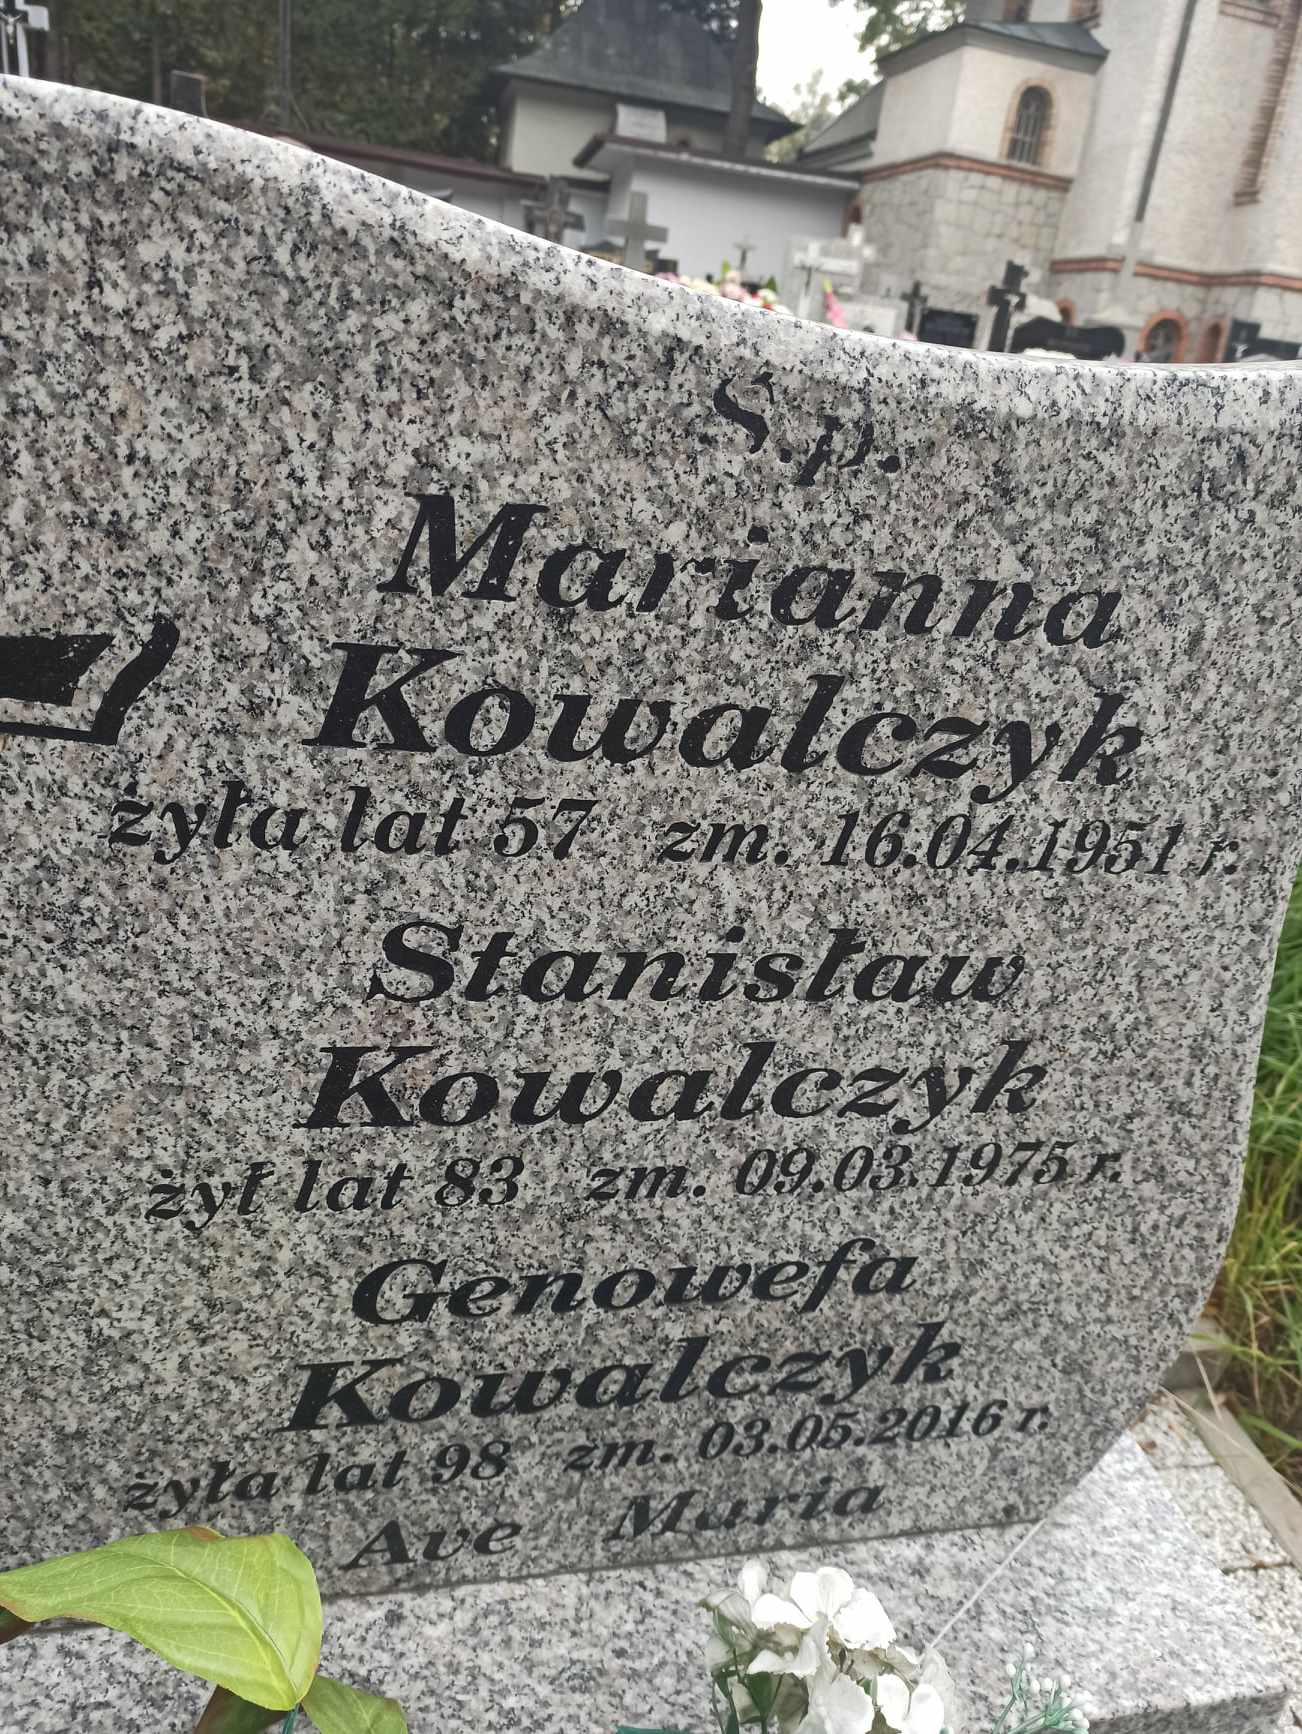 Ś.p.
Marianna
Kowalczyk
żyła lat 57 zm. 16.04.1951 r.
Stanisław
Kowalczyk
żył lat 83 zm. 09.03.1975 r.
Genowefa
Kowalczyk
żyła lat 98 zm. 03.05.2016 r.
Ave Maria